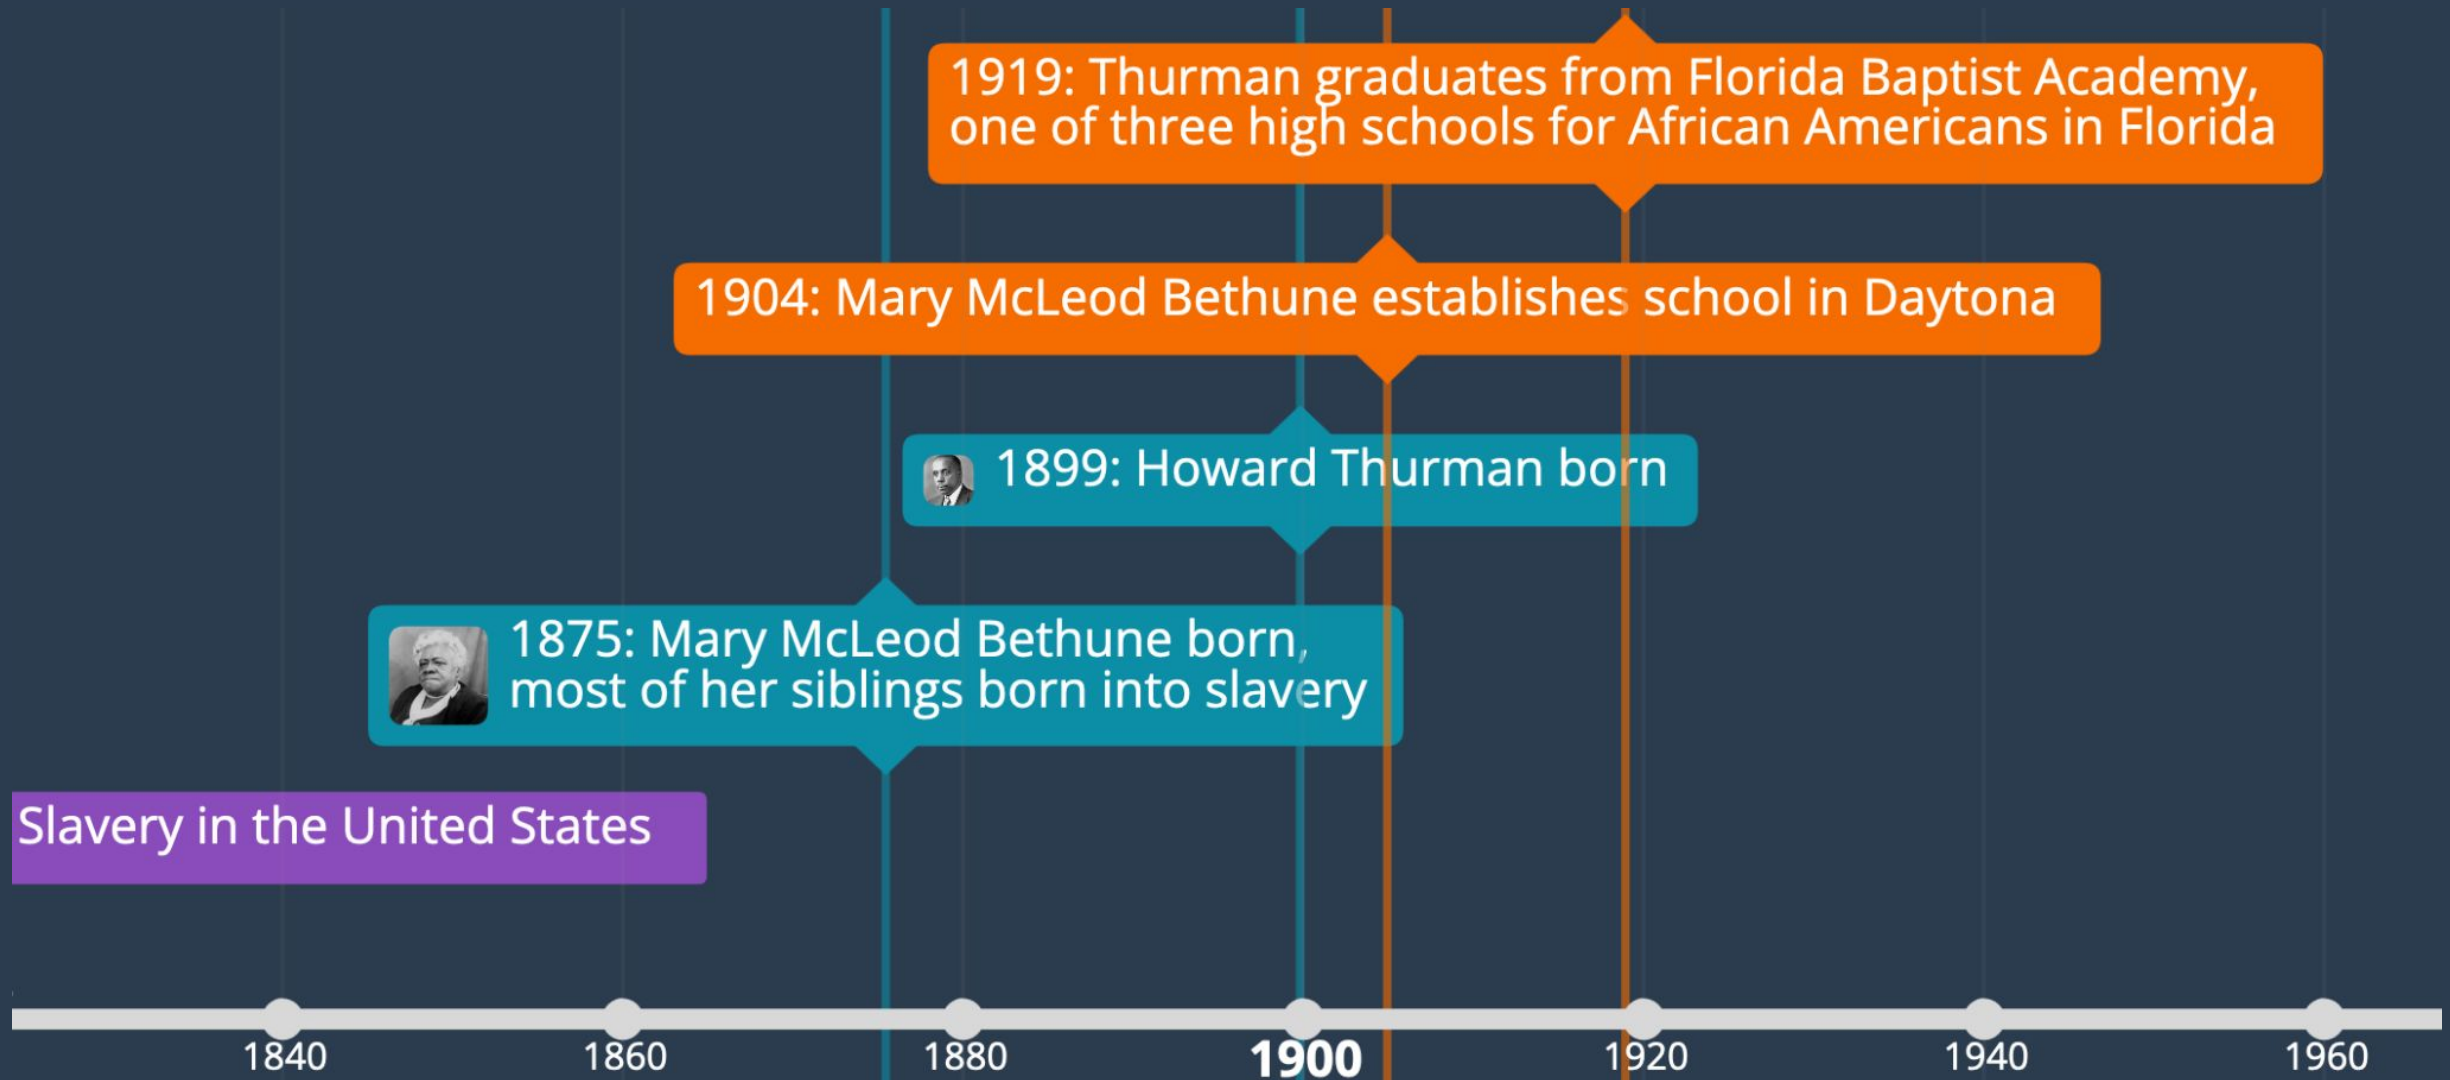 1919: Thurman graduates from Florida Baptist Academy,
one of three high schools for African Americans in Florida
1904: Mary McLeod Bethune establishes school in Daytona
1899: Howard Thurman born
1875: Mary McLeod Bethune born,
most of her siblings born into slavery
Slavery in the United States
1840 1860 1880 1900 1920 1940 1960